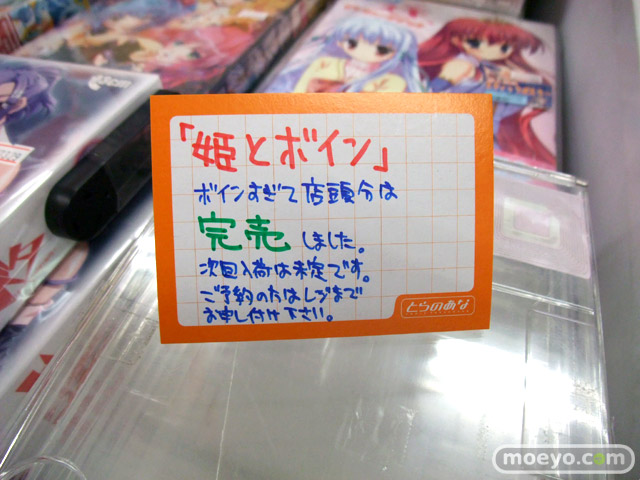 「姫とボイン」
ボインすぎて店頭分は
完売しました。
次回入荷は未定です。
ご予約の方はレジまで
お申し付け下さい。
とらのあな
moeyo.com